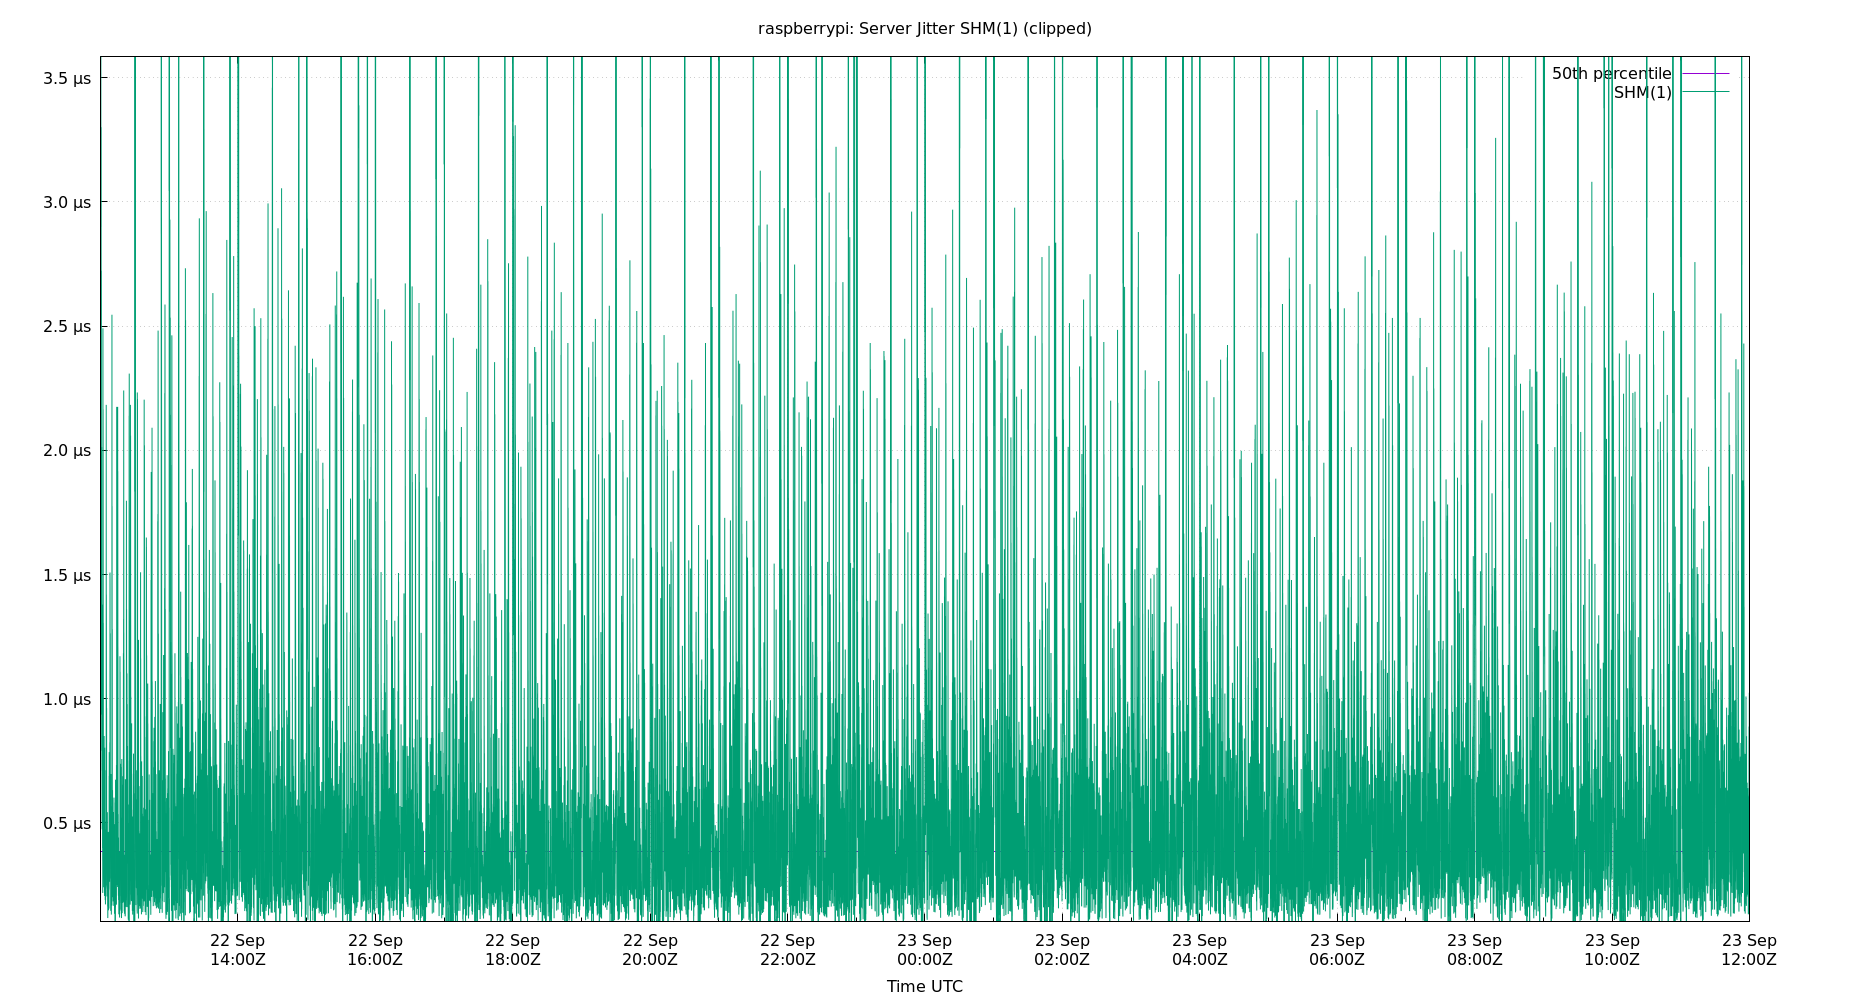 raspberrypi: Server Jitter SHM(1) (clipped)
50th percentile
SHM(1)
3.5 µs
3.0 µs
2.5 µs
2.0 µs
1.5 µs
1.0 µs
0.5 µs
22 Sep 22 Sep 22 Sep 22 Sep 22 Sep 23 Sep 23 Sep 23 Sep 23 Sep 23 Sep 23 Sep 23 Sep
14:00Z 16:00Z 18:00Z 20:00Z 22:00Z 00:00Z 02:00Z 04:00Z 06:00Z 08:00Z 10:00Z 12:00Z
Time UTC